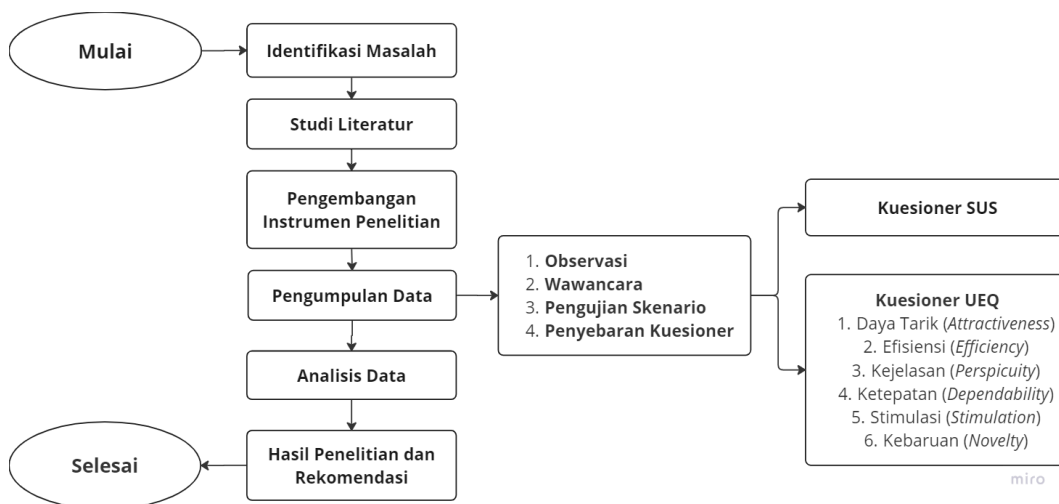 Mulai
Identifikasi Masalah
Studi Literatur
Pengembangan
Instrumen Penelitian
Pengumpulan Data
1. Observasi
2. Wawancara
3. Pengujian Skenario
4. Penyebaran Kuesioner
Kuesioner SUS
Kuesioner UEQ
1. Daya Tarik (Attractiveness)
2. Efisiensi (Efficiency)
3. Kejelasan (Perspicuity)
4. Ketepatan (Dependability)
5. Stimulasi (Stimulation)
6. Kebaruan (Novelty)
Analisis Data
Hasil Penelitian dan
Rekomendasi
Selesai
miro